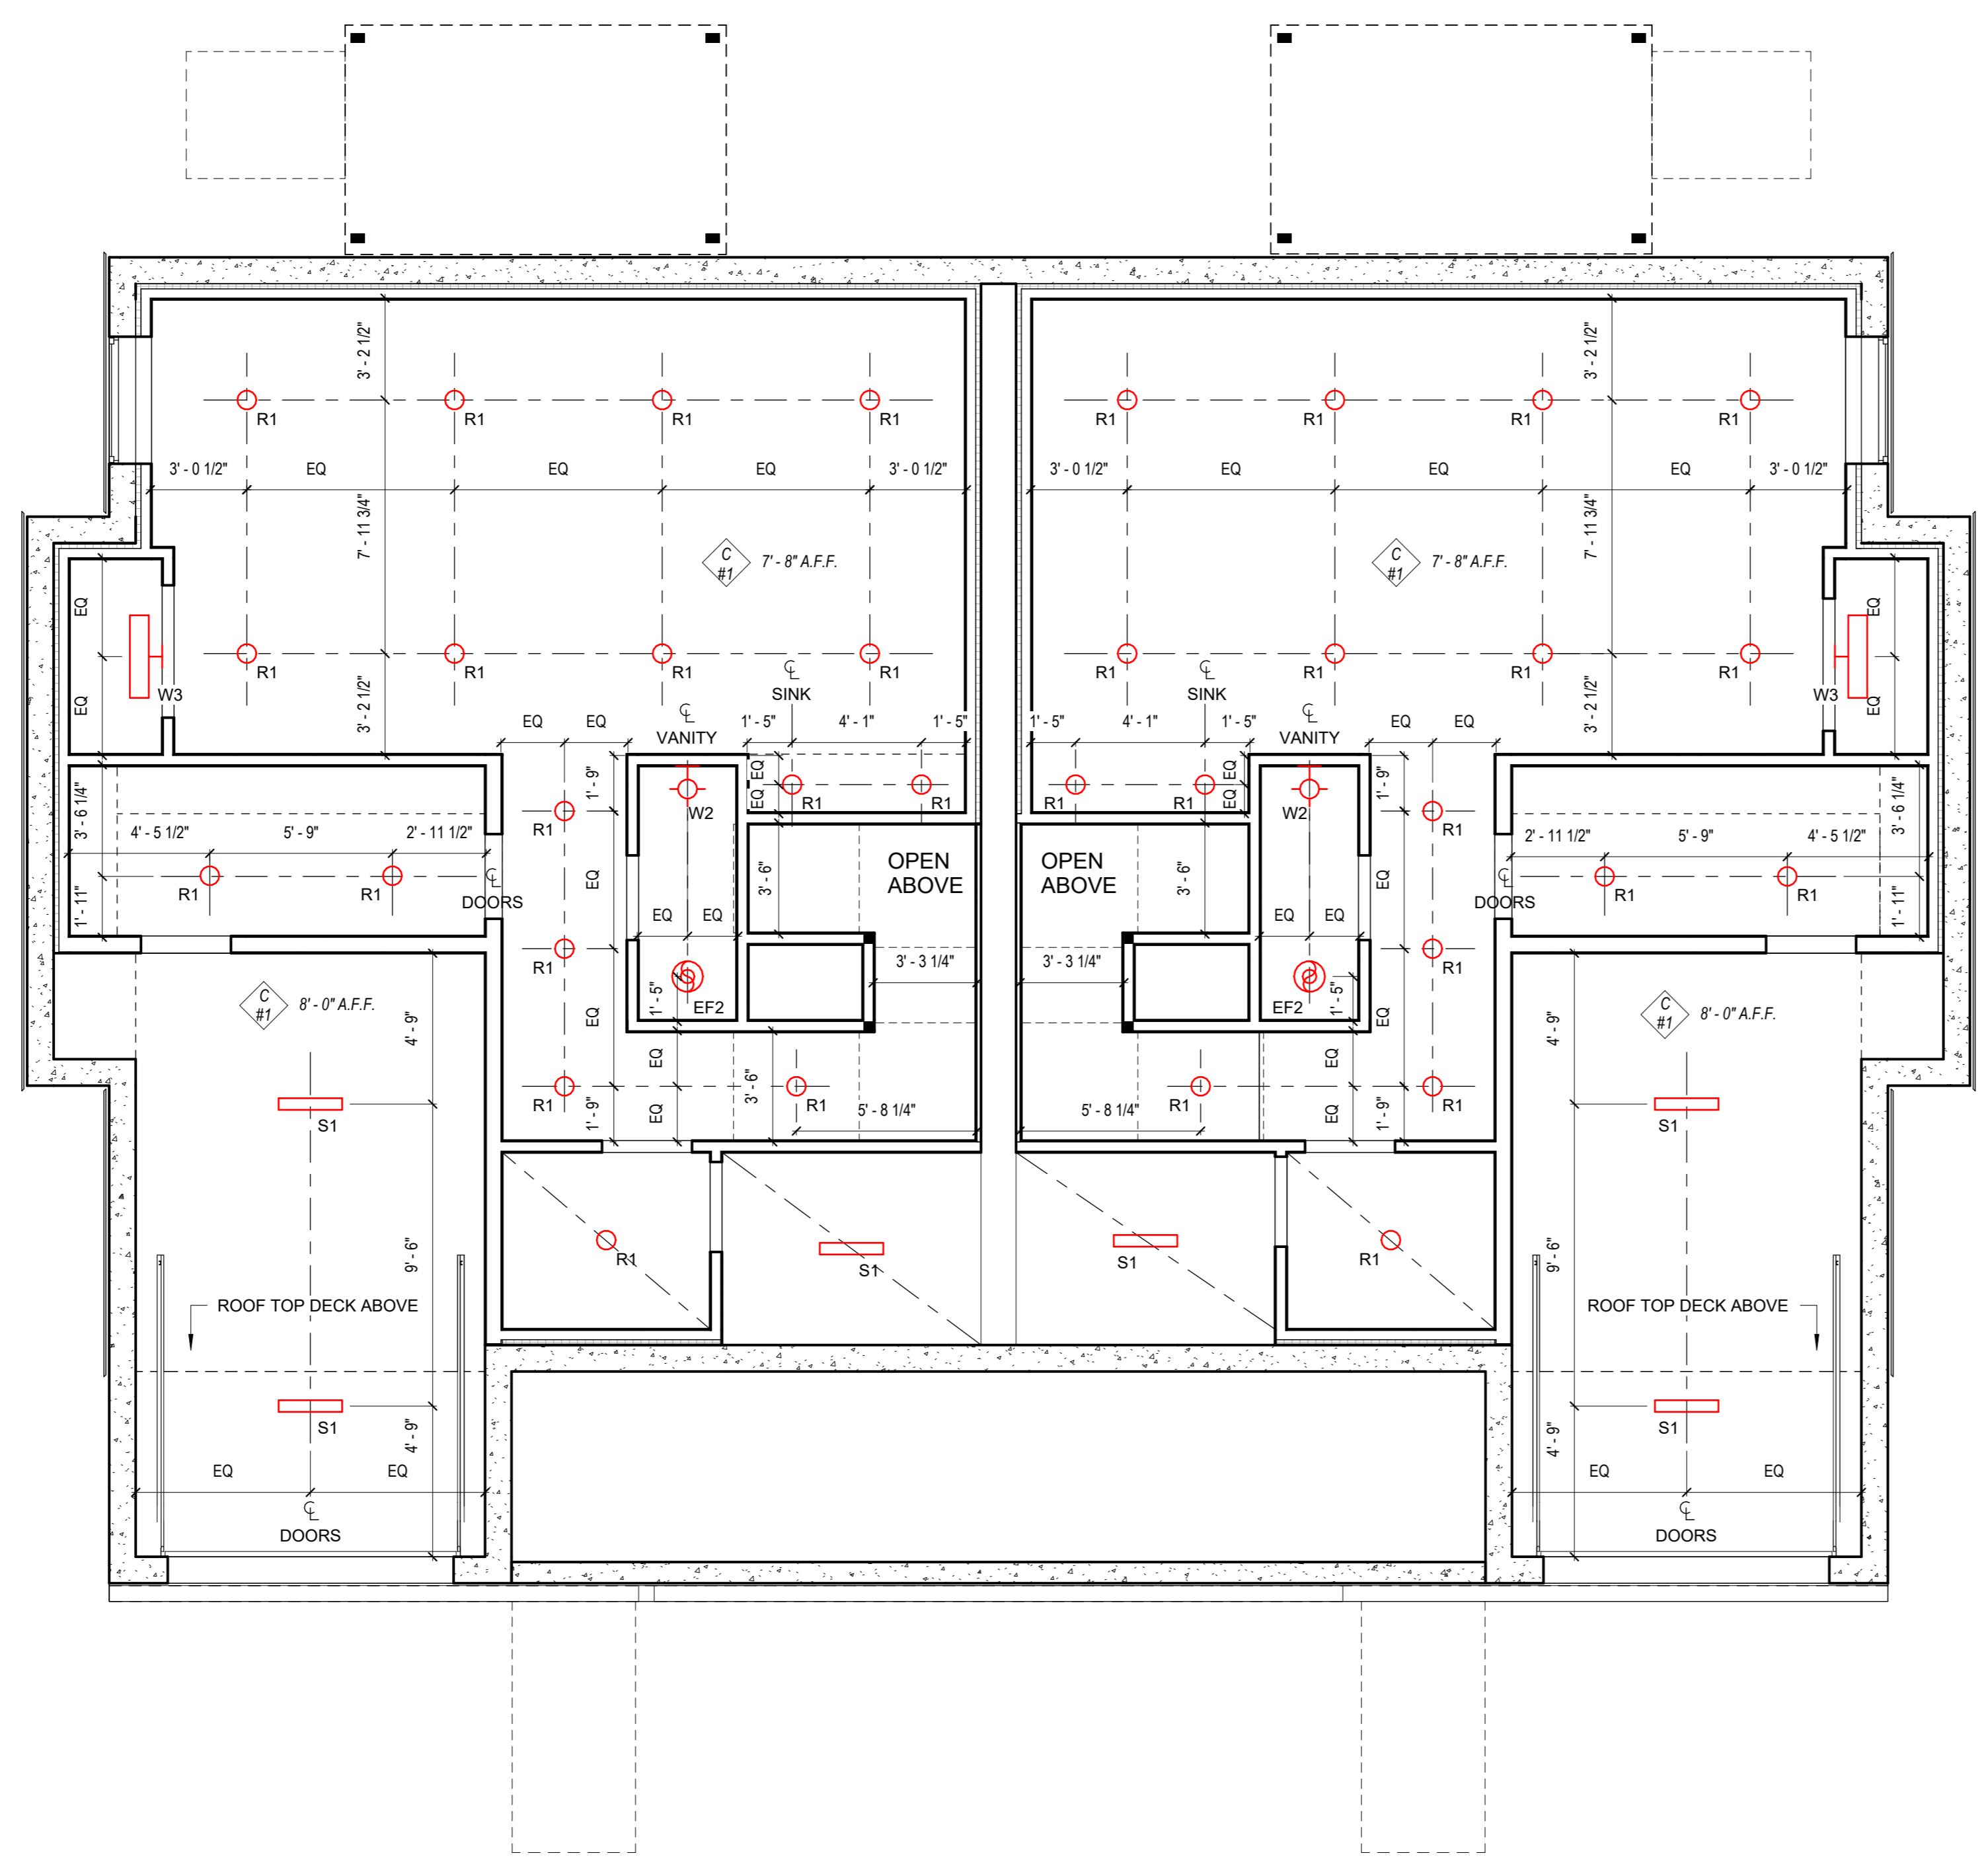 3' - 2 1/2"
3' - 2 1/2"
R1 R1 R1 R1 R1 R1 R1 R1
3' - 0 1/2" EQ EQ EQ 3' - 0 1/2" 3' - 0 1/2" EQ EQ EQ 3' - 0 1/2"
7' - 11 3/4"
7' - 11 3/4"
C
#1
7' - 8" A.F.F.
C
#1
7' - 8" A.F.F.
EQ
EQ
EQ
EQ
R1 R1 R1 R1 R1 R1 R1 R1
W3
W3
3' - 2 1/2"
3' - 2 1/2"
℄
SINK
℄
SINK
℄
VANITY
℄
VANITY
EQ EQ
1' - 5" 4' - 1" 1' - 5"
1' - 5" 4' - 1" 1' - 5"
EQ EQ
1' - 9"
EQ
EQ
EQ
EQ
1' - 9"
R1
W2
R1 R1
R1 R1
W2
R1
3' - 6 1/4"
4' - 5 1/2" 5' - 9" 2' - 11 1/2"
2' - 11 1/2" 5' - 9" 4' - 5 1/2"
3' - 6 1/4"
OPEN
ABOVE
OPEN
ABOVE
EQ
3' - 6"
3' - 6"
EQ
1' - 11"
R1 R1
℄
DOORS
℄
DOORS
R1 R1
1' - 11"
EQ EQ
EQ EQ
R1
3' - 3 1/4"
3' - 3 1/4"
R1
C
#1
8' - 0" A.F.F.
C
#1
8' - 0" A.F.F.
EQ
1' - 5"
EF2
EF2
1' - 5"
EQ
4' - 9"
4' - 9"
EQ
EQ
3' - 6"
R1
R1
R1
R1
1' - 9"
EQ
5' - 8 1/4"
5' - 8 1/4"
EQ
1' - 9"
S1
S1
9' - 6"
R1
S1
S1
R1
9' - 6"
ROOF TOP DECK ABOVE
ROOF TOP DECK ABOVE
S1
S1
4' - 9"
4' - 9"
EQ EQ
EQ EQ
℄
DOORS
℄
DOORS